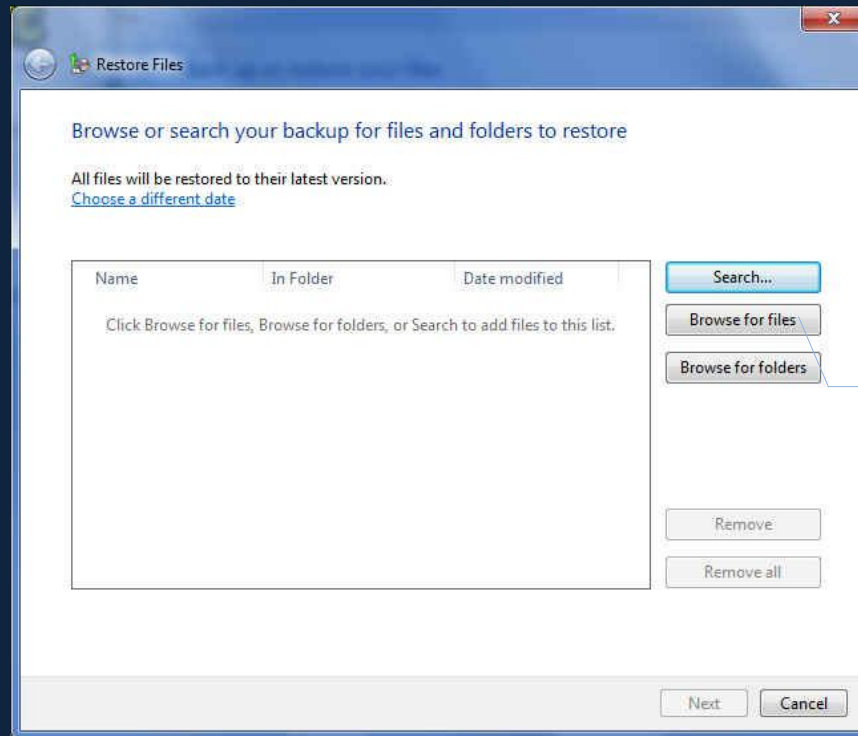 Restore Files
Browse or search your backup for files and folders to restore
All files will be restored to their latest version.
Choose a different date
Name In Folder Date modified
Click Browse for files, Browse for folders, or Search to add files to this list.
Search...
Browse for files
Browse for folders
Remove
Remove all
Next Cancel